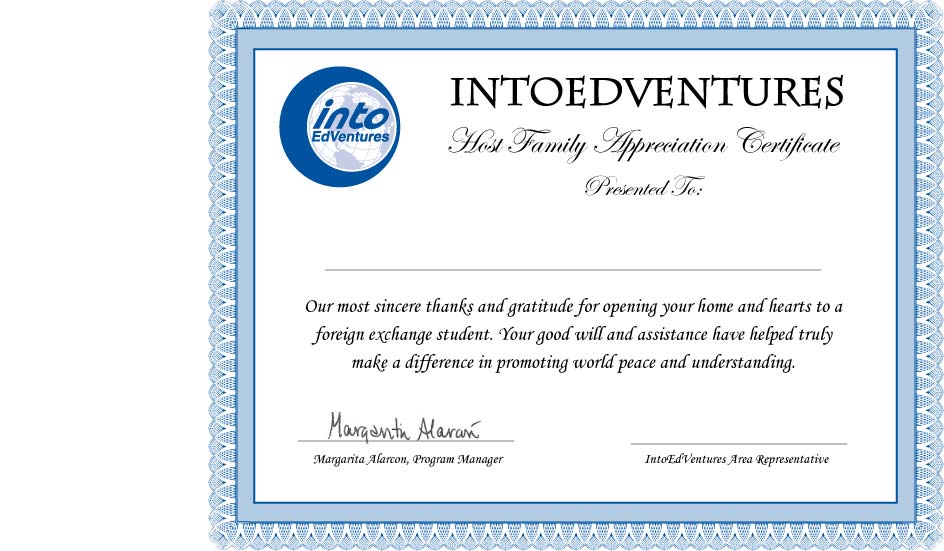 into
EdVentures
INTOEDVENTURES
Host Family Appreciation Certificate
Presented To:
Our most sincere thanks and gratitude for opening your home and hearts to a
foreign exchange student. Your good will and assistance have helped truly
make a difference in promoting world peace and understanding.
Margarita Alarcon, Program Manager
IntoEdVentures Area Representative